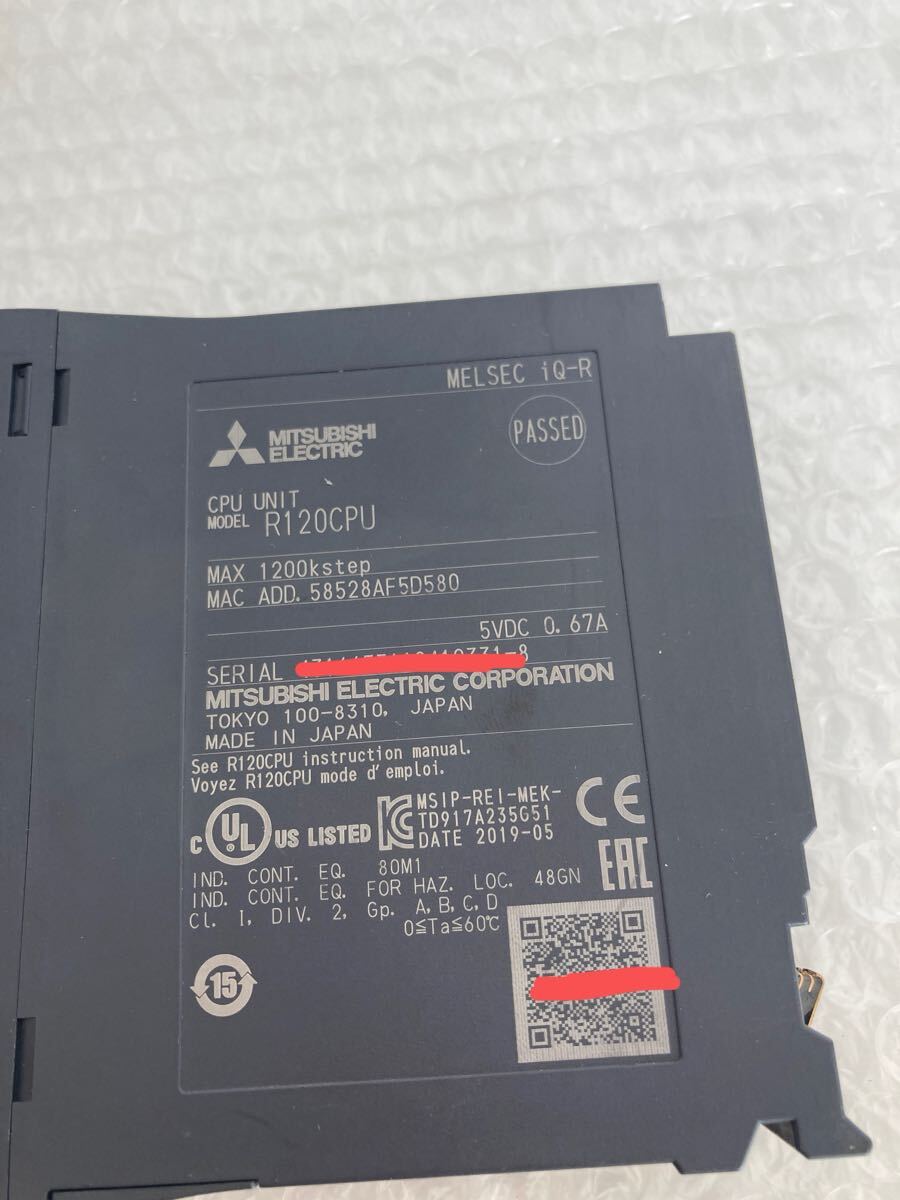 MELSEC iQ-R
MITSUBISHI
ELECTRIC
PASSED
CPU UNIT
MODEL R120CPU
MAX 1200kstep
MAC ADD. 58528AF5D580
5VDC 0.67A
SERIAL
MITSUBISHI ELECTRIC CORPORATION
TOKYO 100-8310, JAPAN
MADE IN JAPAN
See R120CPU instruction manual.
Voyez R120CPU mode d'emploi.
C UL US LISTED
MSIP-REI-MEK-
TD917A235G51
DATE 2019-05
CE
IND. CONT. EQ. 80M1
EAC
IND. CONT. EQ. FOR HAZ. LOC. 48GN
Cl. I, DIV. 2, Gp. A,B,C,D
0≦Ta≦60℃
15